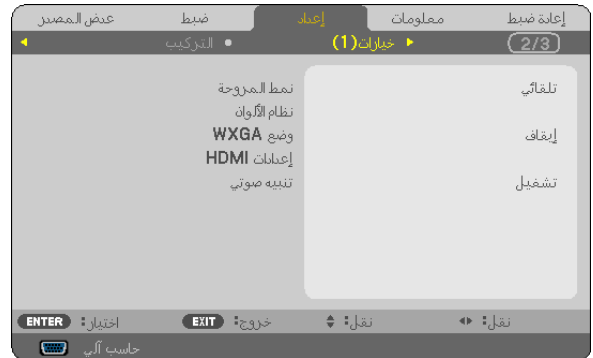 عرض المصدر ضبط إعداد معلومات إعادة ضبط
التركيب خيارات(1) 2/3
نمط المروحة تلقائي
نظام الألوان
وضع WXGA إيقاف
إعدادات HDMI
تنبيه صوتي تشغيل
ENTER اختيار: EXIT خروج: نقل: نقل:
حاسب آلي